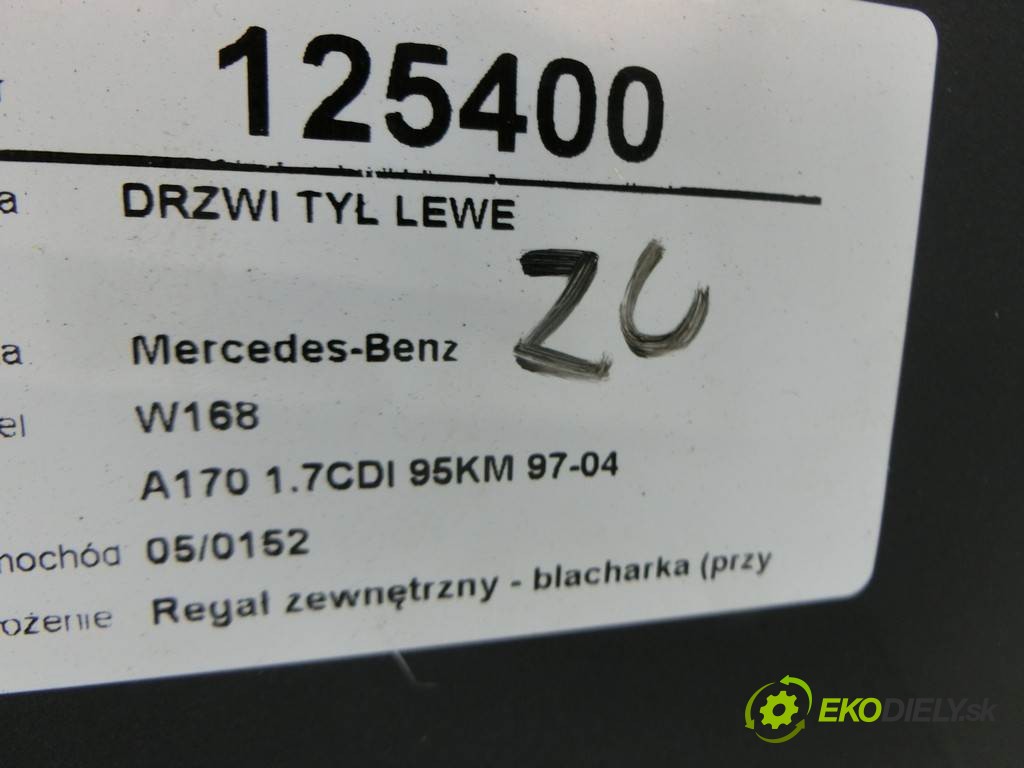 125400
a DRZWI TYŁ LEWE
ZU
a Mercedes-Benz
el W168
A170 1.7CDI 95KM 97-04
mochód 05/0152
ożenie Regał zewnętrzny - blacharka (przy
EKODIELY.sk